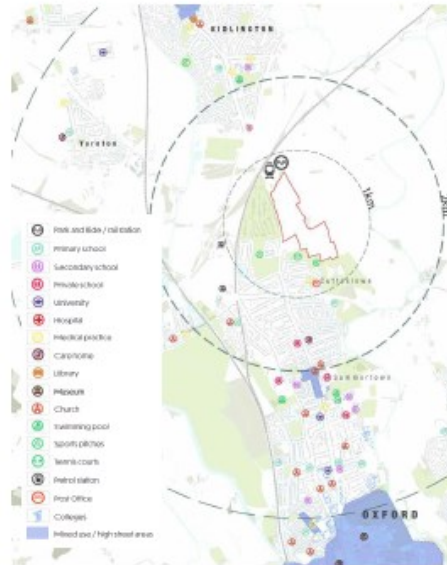 KIDLINGTON
Yarnton
1km
2km
Cutteslowe
Summertown
OXFORD
Park and Ride / rail station
Primary school
Secondary school
Private school
University
Hospital
Medical practice
Care home
Library
Museum
Church
Swimming pool
Sports pitches
Tennis courts
Petrol station
Post Office
Colleges
Mixed use / high street areas